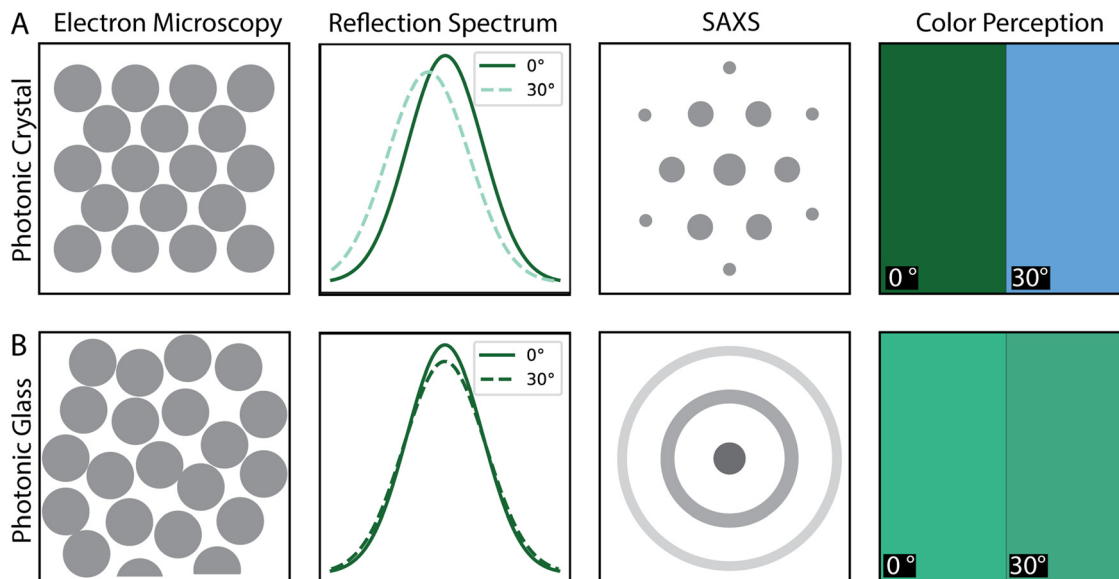 A
Electron Microscopy
Reflection Spectrum
SAXS
Color Perception
Photonic Crystal
0°
30°
0 °
30°
B
Photonic Glass
0°
30°
0 °
30°